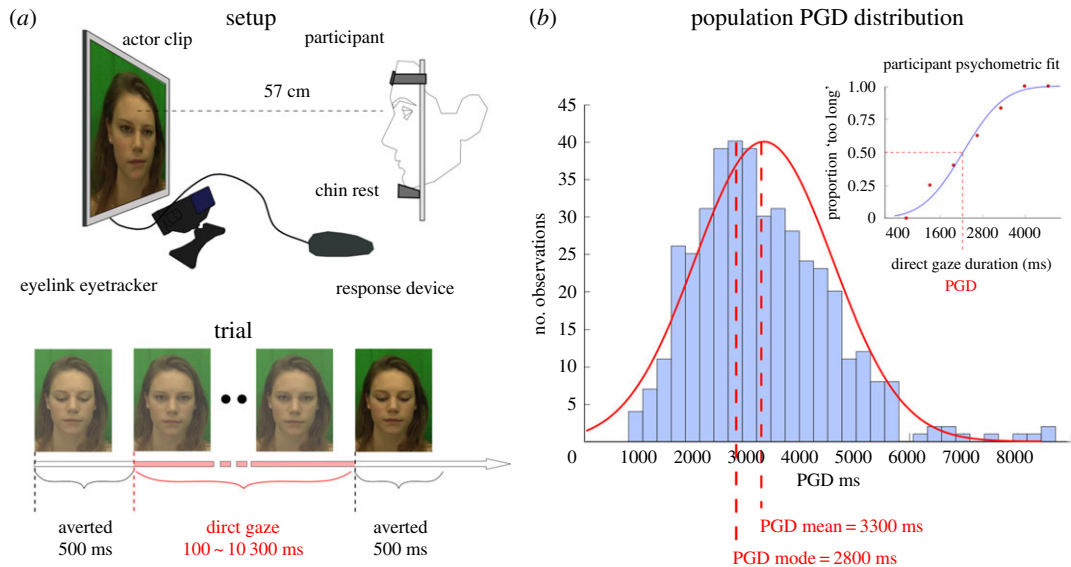 (a)
setup
actor clip
participant
57 cm
chin rest
eyelink eyetracker
response device
trial
averted
500 ms
dirct gaze
100 ~ 10 300 ms
averted
500 ms
(b)
population PGD distribution
45
40
35
30
25
20
15
10
5
0
no. observations
1000 2000 3000 4000 5000 6000 7000 8000
PGD ms
PGD mean = 3300 ms
PGD mode = 2800 ms
participant psychometric fit
1.00
0.75
0.50
0.25
0
proportion 'too long'
400 1600 2800 4000
direct gaze duration (ms)
PGD